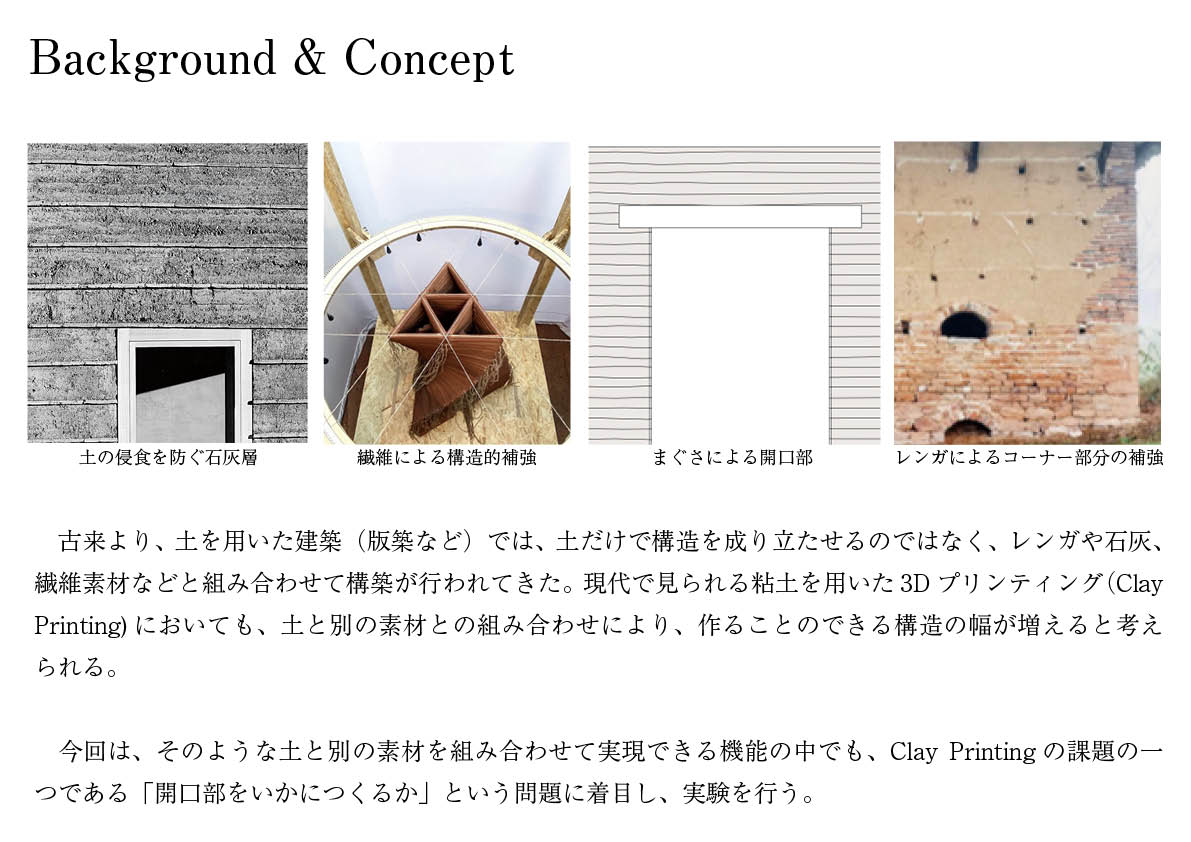 Background & Concept
土の侵食を防ぐ石灰層
繊維による構造的補強
まぐさによる開口部
レンガによるコーナー部分の補強
古来より、土を用いた建築（版築など）では、土だけで構造を成り立たせるのではなく、レンガや石灰、
繊維素材などと組み合わせて構築が行われてきた。現代で見られる粘土を用いた3Dプリンティング（Clay
Printing）においても、土と別の素材との組み合わせにより、作ることのできる構造の幅が増えると考え
られる。
今回は、そのような土と別の素材を組み合わせて実現できる機能の中でも、Clay Printingの課題の一
つである「開口部をいかにつくるか」という問題に着目し、実験を行う。